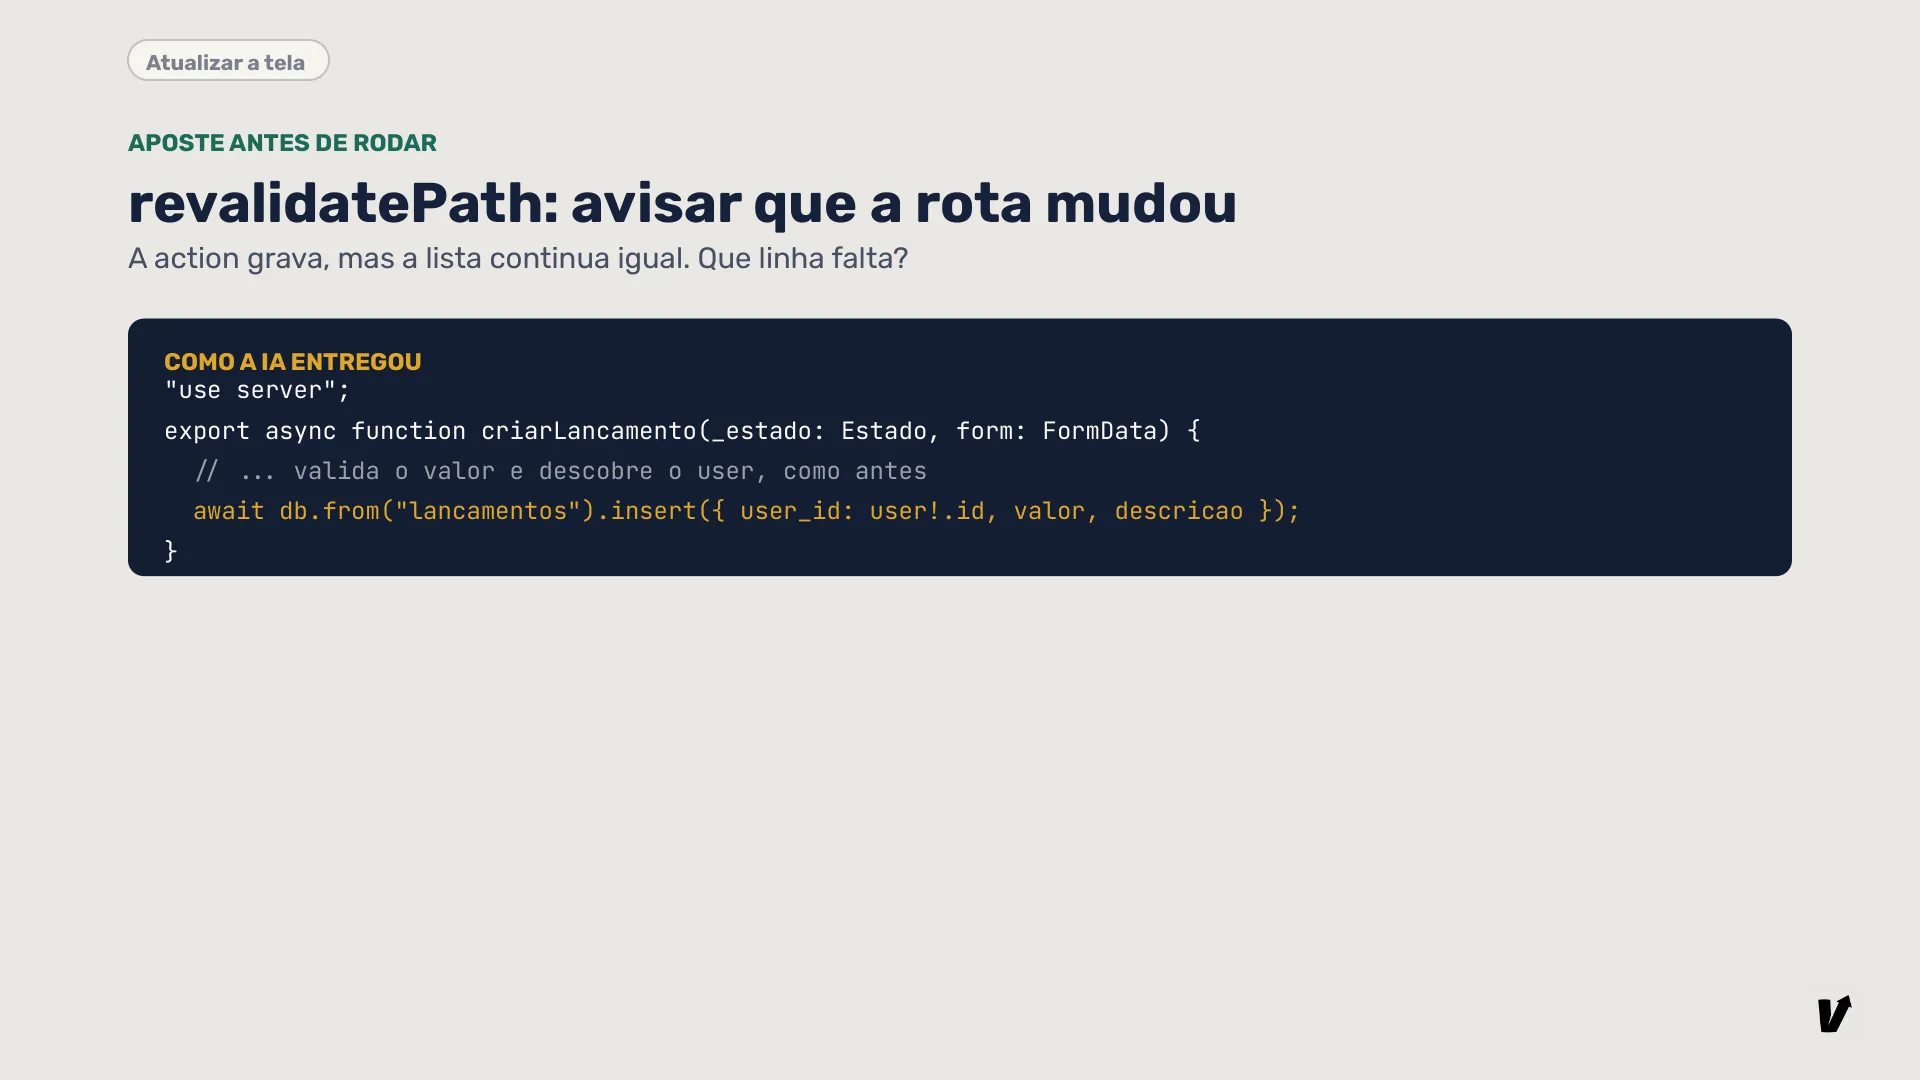 Atualizar a tela
APOSTE ANTES DE RODAR
revalidatePath: avisar que a rota mudou
A action grava, mas a lista continua igual. Que linha falta?
COMO A IA ENTREGOU
"use server";
export async function criarLancamento(_estado: Estado, form: FormData) {
  // ... valida o valor e descobre o user, como antes
  await db.from("lancamentos").insert({ user_id: user!.id, valor, descricao });
}